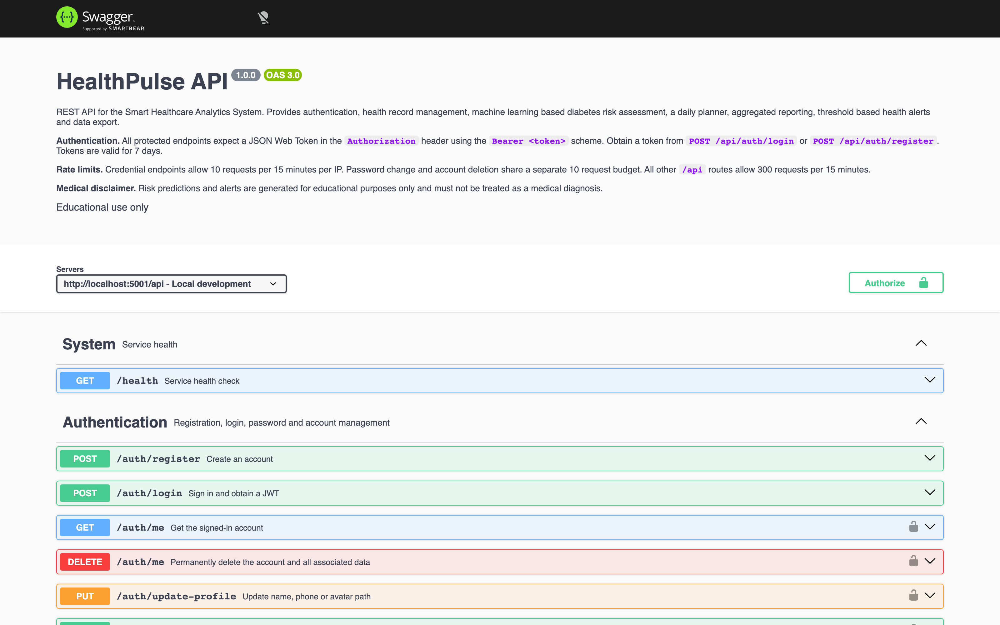 Swagger
Supported by SMARTBEAR
HealthPulse API 1.0.0 OAS 3.0
REST API for the Smart Healthcare Analytics System. Provides authentication, health record management, machine learning based diabetes risk assessment, a daily planner, aggregated reporting, threshold based health alerts
and data export.
Authentication. All protected endpoints expect a JSON Web Token in the Authorization header using the Bearer <token> scheme. Obtain a token from POST /api/auth/login or POST /api/auth/register.
Tokens are valid for 7 days.
Rate limits. Credential endpoints allow 10 requests per 15 minutes per IP. Password change and account deletion share a separate 10 request budget. All other /api routes allow 300 requests per 15 minutes.
Medical disclaimer. Risk predictions and alerts are generated for educational purposes only and must not be treated as a medical diagnosis.
Educational use only
Servers
http://localhost:5001/api - Local development
Authorize
System Service health
GET /health Service health check
Authentication Registration, login, password and account management
POST /auth/register Create an account
POST /auth/login Sign in and obtain a JWT
GET /auth/me Get the signed-in account
DELETE /auth/me Permanently delete the account and all associated data
PUT /auth/update-profile Update name, phone or avatar path